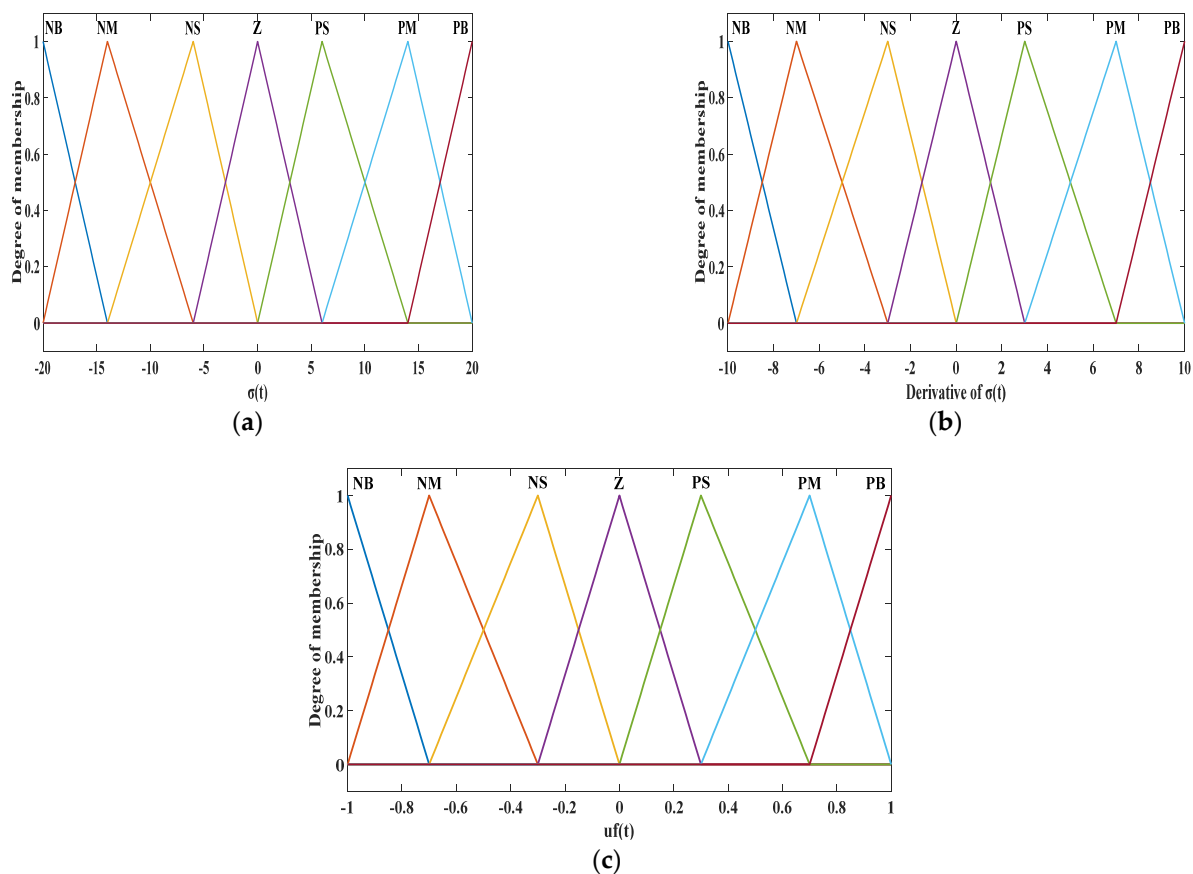 NB NM NS Z PS PM PB
1
0.8
0.6
0.4
0.2
0
Degree of membership
-20 -15 -10 -5 0 5 10 15 20
σ(t)
(a)
NB NM NS Z PS PM PB
1
0.8
0.6
0.4
0.2
0
Degree of membership
-10 -8 -6 -4 -2 0 2 4 6 8 10
Derivative of σ(t)
(b)
NB NM NS Z PS PM PB
1
0.8
0.6
0.4
0.2
0
Degree of membership
-1 -0.8 -0.6 -0.4 -0.2 0 0.2 0.4 0.6 0.8 1
uf(t)
(c)